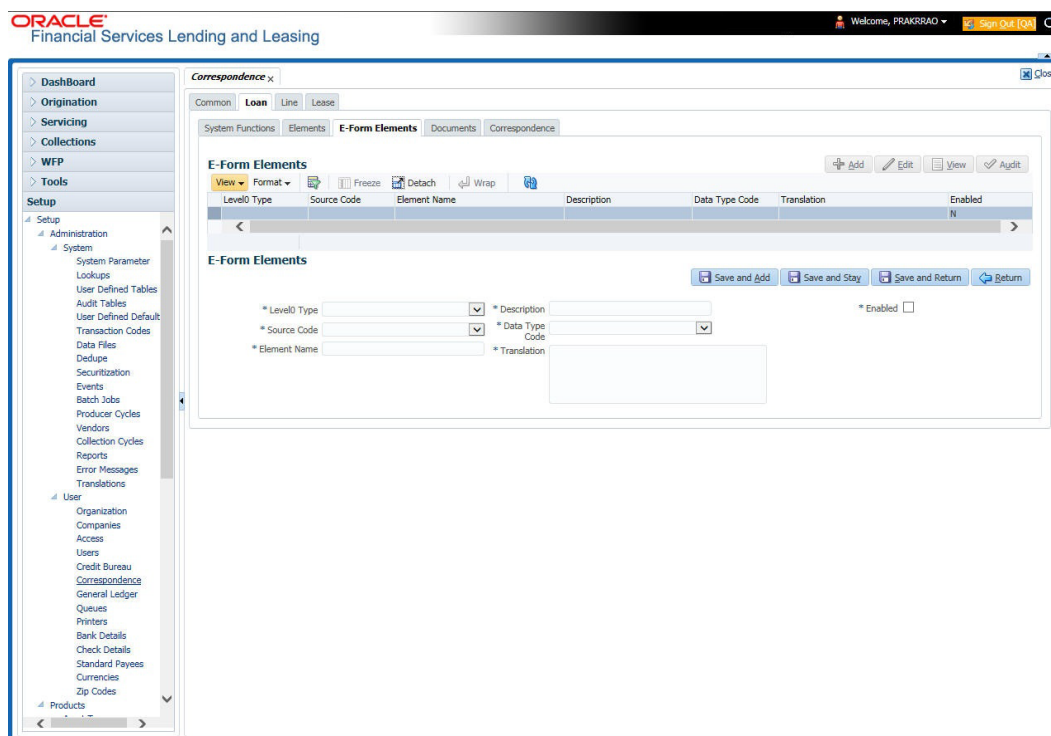 ORACLE
Financial Services Lending and Leasing
Welcome, PRAKRRAO
Sign Out [QA]
DashBoard
Origination
Servicing
Collections
WFP
Tools
Setup
Setup
Administration
System
System Parameter
Lookups
User Defined Tables
Audit Tables
User Defined Default
Transaction Codes
Data Files
Dedupe
Securitization
Events
Batch Jobs
Producer Cycles
Vendors
Collection Cycles
Reports
Error Messages
Translations
User
Organization
Companies
Access
Users
Credit Bureau
Correspondence
General Ledger
Queues
Printers
Bank Details
Check Details
Standard Payees
Currencies
Zip Codes
Products
Correspondence x
Clos
Common Loan Line Lease
System Functions Elements E-Form Elements Documents Correspondence
E-Form Elements
Add Edit View Audit
View Format Freeze Detach Wrap
Level0 Type Source Code Element Name Description Data Type Code Translation Enabled
N
E-Form Elements
Save and Add Save and Stay Save and Return Return
* Level0 Type
* Source Code
* Element Name
* Description
* Data Type
Code
* Translation
* Enabled